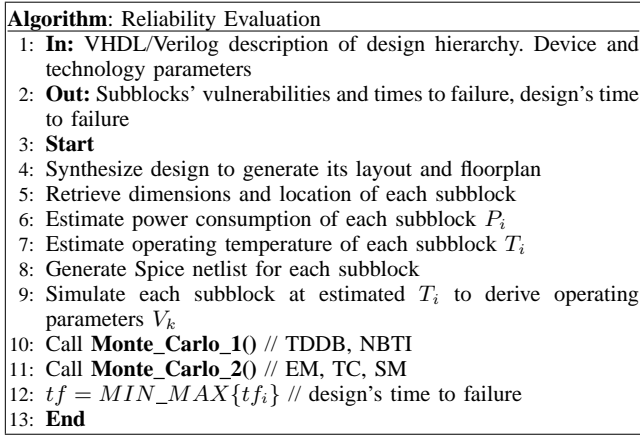 Algorithm: Reliability Evaluation
1: In: VHDL/Verilog description of design hierarchy. Device and
technology parameters
2: Out: Subblocks' vulnerabilities and times to failure, design's time
to failure
3: Start
4: Synthesize design to generate its layout and floorplan
5: Retrieve dimensions and location of each subblock
6: Estimate power consumption of each subblock P_i
7: Estimate operating temperature of each subblock T_i
8: Generate Spice netlist for each subblock
9: Simulate each subblock at estimated T_i to derive operating
parameters V_k
10: Call Monte_Carlo_1() // TDDB, NBTI
11: Call Monte_Carlo_2() // EM, TC, SM
12: tf = MIN_MAX{tf_i} // design's time to failure
13: End